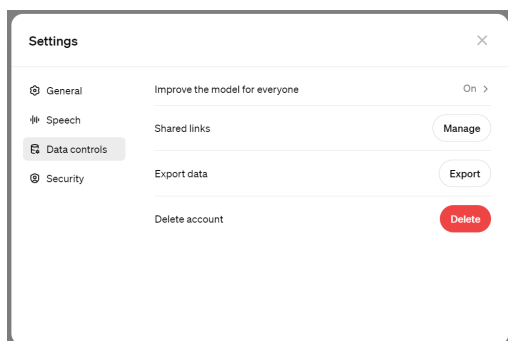 Settings
General
Speech
Data controls
Security
Improve the model for everyone On
Shared links Manage
Export data Export
Delete account Delete